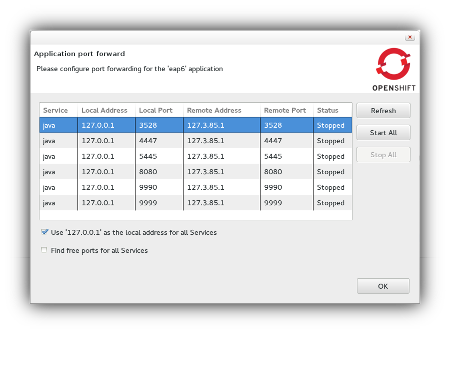 Application port forward
Please configure port forwarding for the 'eap6' application
OPENSHIFT
Service Local Address Local Port Remote Address Remote Port Status
java 127.0.0.1 3528 127.3.85.1 3528 Stopped
java 127.0.0.1 4447 127.3.85.1 4447 Stopped
java 127.0.0.1 5445 127.3.85.1 5445 Stopped
java 127.0.0.1 8080 127.3.85.1 8080 Stopped
java 127.0.0.1 9990 127.3.85.1 9990 Stopped
java 127.0.0.1 9999 127.3.85.1 9999 Stopped
Refresh
Start All
Stop All
Use '127.0.0.1' as the local address for all Services
Find free ports for all Services
OK